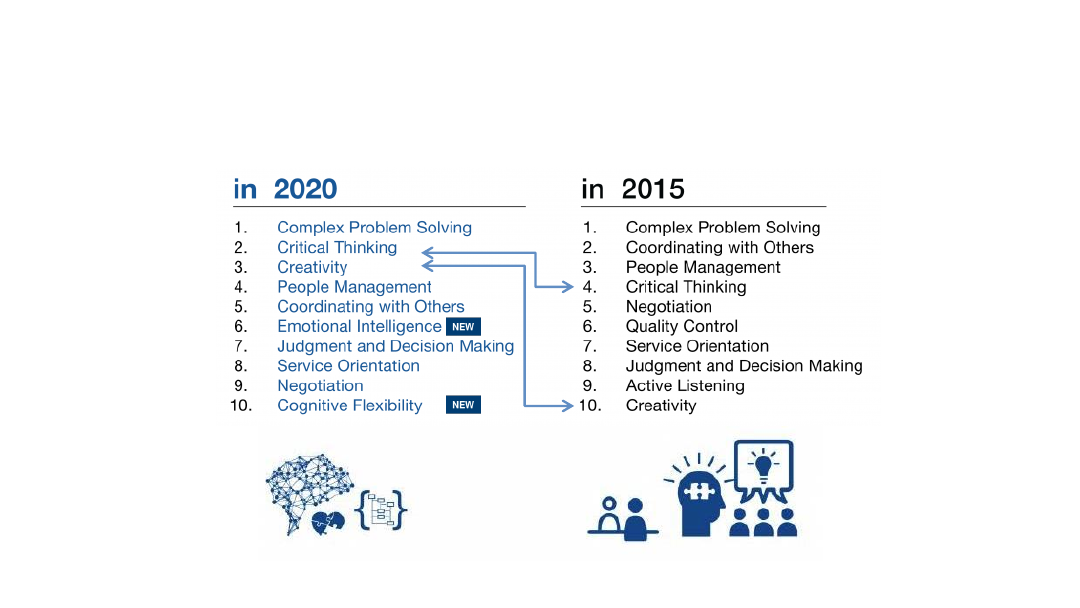 in 2020
1. Complex Problem Solving
2. Critical Thinking
3. Creativity
4. People Management
5. Coordinating with Others
6. Emotional Intelligence NEW
7. Judgment and Decision Making
8. Service Orientation
9. Negotiation
10. Cognitive Flexibility NEW
in 2015
1. Complex Problem Solving
2. Coordinating with Others
3. People Management
4. Critical Thinking
5. Negotiation
6. Quality Control
7. Service Orientation
8. Judgment and Decision Making
9. Active Listening
10. Creativity